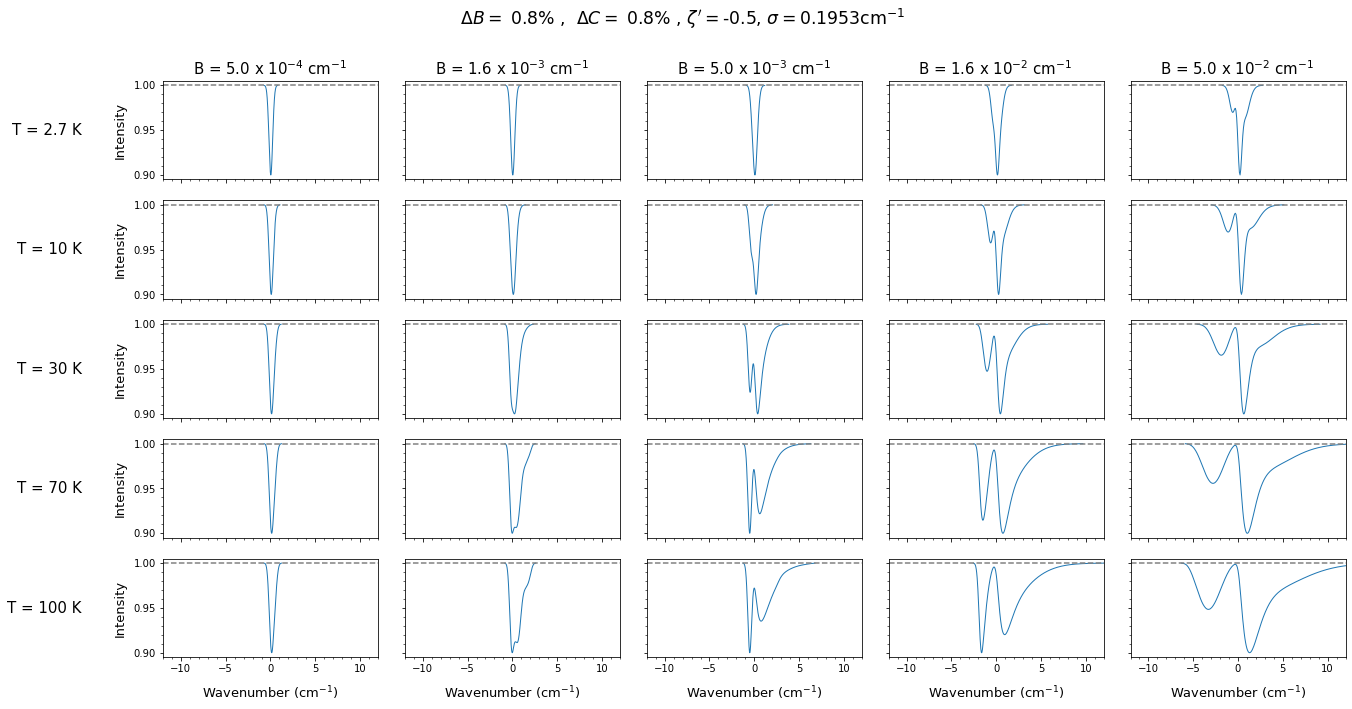 ΔB = 0.8% , ΔC = 0.8% , ζ′ = -0.5, σ = 0.1953cm⁻¹
B = 5.0 x 10⁻⁴ cm⁻¹ B = 1.6 x 10⁻³ cm⁻¹ B = 5.0 x 10⁻³ cm⁻¹ B = 1.6 x 10⁻² cm⁻¹ B = 5.0 x 10⁻² cm⁻¹
1.00
T = 2.7 K Intensity 0.95
0.90
1.00
T = 10 K Intensity 0.95
0.90
1.00
T = 30 K Intensity 0.95
0.90
1.00
T = 70 K Intensity 0.95
0.90
1.00
T = 100 K Intensity 0.95
0.90
−10 −5 0 5 10 −10 −5 0 5 10 −10 −5 0 5 10 −10 −5 0 5 10 −10 −5 0 5 10
Wavenumber (cm⁻¹) Wavenumber (cm⁻¹) Wavenumber (cm⁻¹) Wavenumber (cm⁻¹) Wavenumber (cm⁻¹)